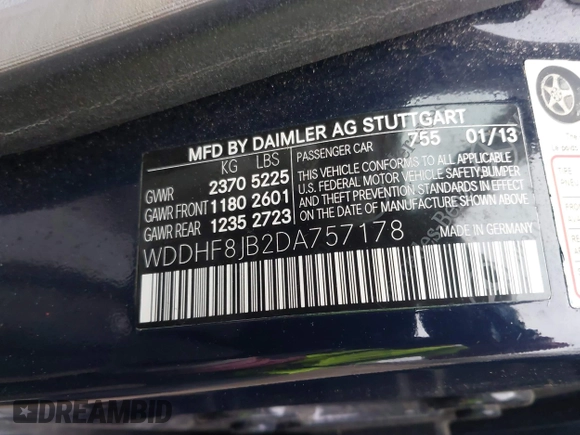 MFD BY DAIMLER AG STUTTGART
KG LBS PASSENGER CAR 755 01/13
GVWR 2370 5225
GAWR FRONT 1180 2601
GAWR REAR 1235 2723
THIS VEHICLE CONFORMS TO ALL APPLICABLE
U.S. FEDERAL MOTOR VEHICLE SAFETY, BUMPER
AND THEFT PREVENTION STANDARDS IN EFFECT
ON THE DATE OF MANUFACTURE SHOWN ABOVE.
WDDHF8JB2DA757178
MADE IN GERMANY
DREAMBID